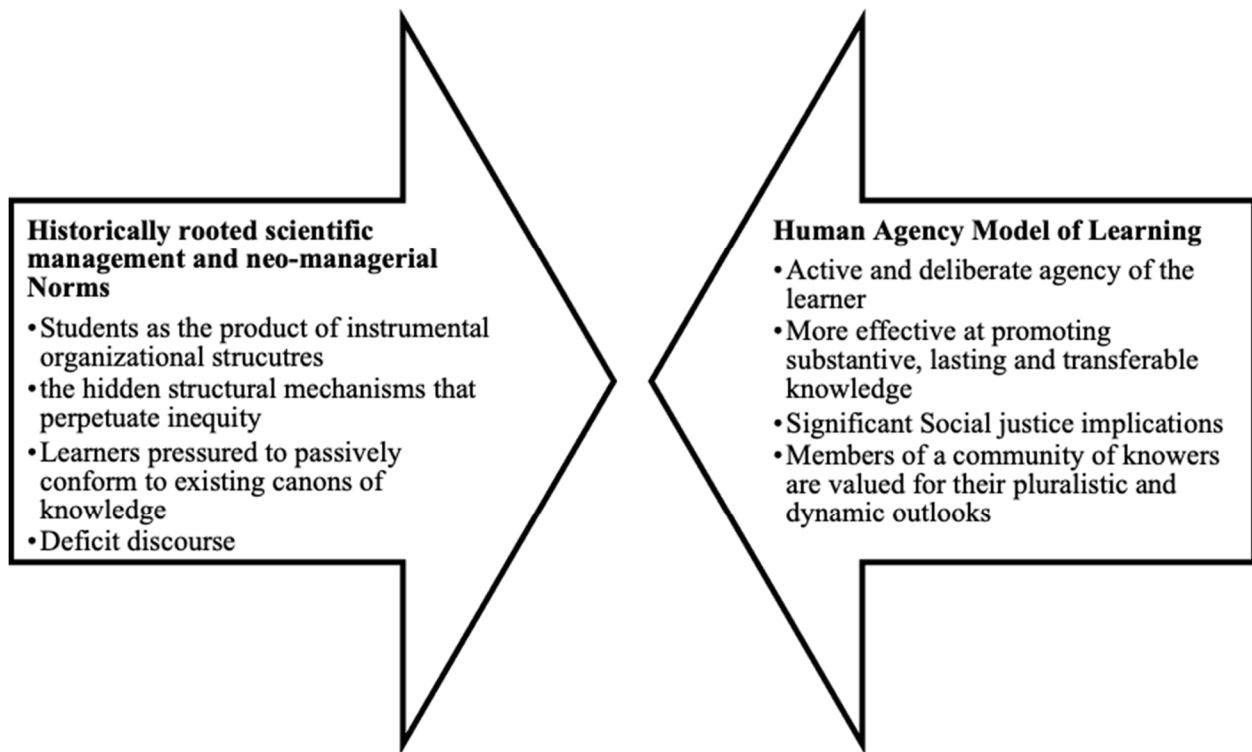 Historically rooted scientific
management and neo-managerial
Norms
•Students as the product of instrumental
organizational strucutres
•the hidden structural mechanisms that
perpetuate inequity
•Learners pressured to passively
conform to existing canons of
knowledge
•Deficit discourse
Human Agency Model of Learning
•Active and deliberate agency of the
learner
•More effective at promoting
substantive, lasting and transferable
knowledge
•Significant Social justice implications
•Members of a community of knowers
are valued for their pluralistic and
dynamic outlooks